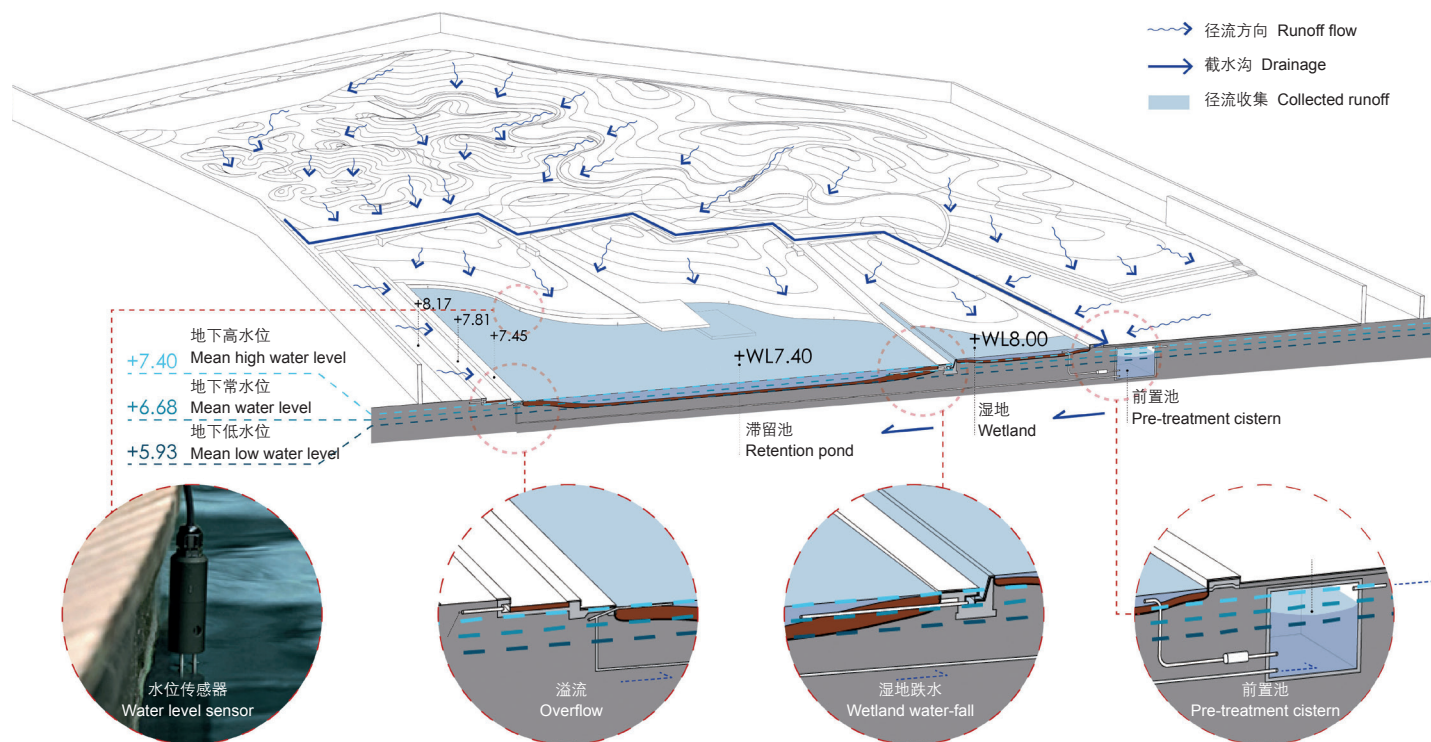 径流方向 Runoff flow
截水沟 Drainage
径流收集 Collected runoff
+8.17
+7.81
+7.45
+WL7.40
+WL8.00
地下高水位
+7.40 Mean high water level
地下常水位
+6.68 Mean water level
地下低水位
+5.93 Mean low water level
滞留池
Retention pond
湿地
Wetland
前置池
Pre-treatment cistern
水位传感器
Water level sensor
溢流
Overflow
湿地跌水
Wetland water-fall
前置池
Pre-treatment cistern